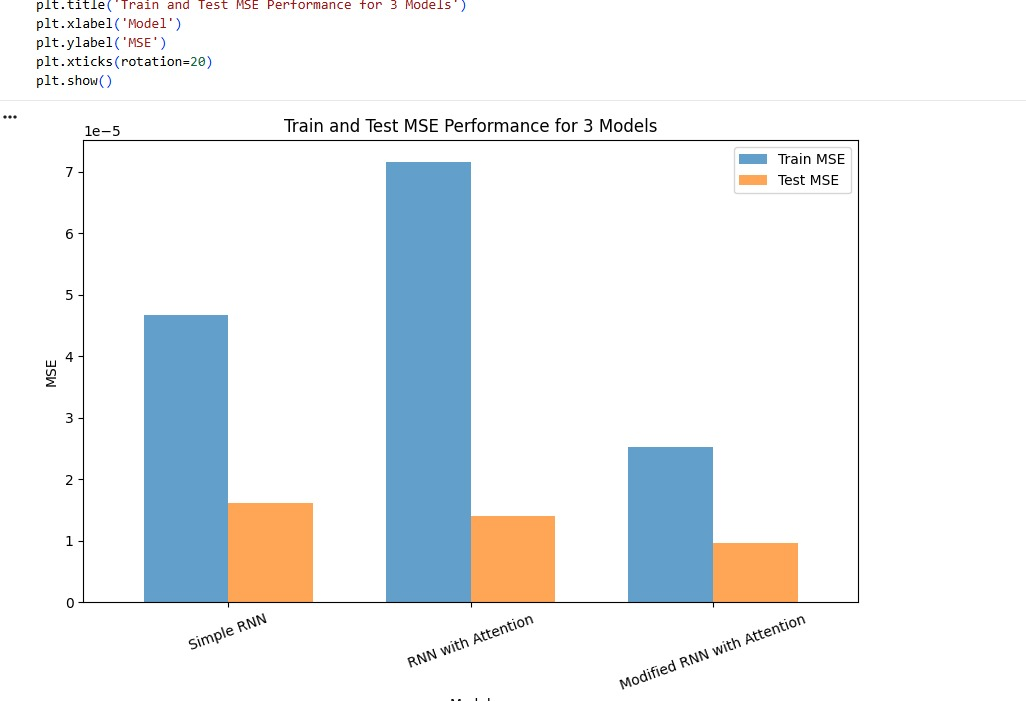 plt.title('Train and Test MSE Performance for 3 Models')
plt.xlabel('Model')
plt.ylabel('MSE')
plt.xticks(rotation=20)
plt.show()
Train and Test MSE Performance for 3 Models
1e−5
Train MSE
Test MSE
7
6
5
4
3
2
1
0
MSE
Simple RNN
RNN with Attention
Modified RNN with Attention